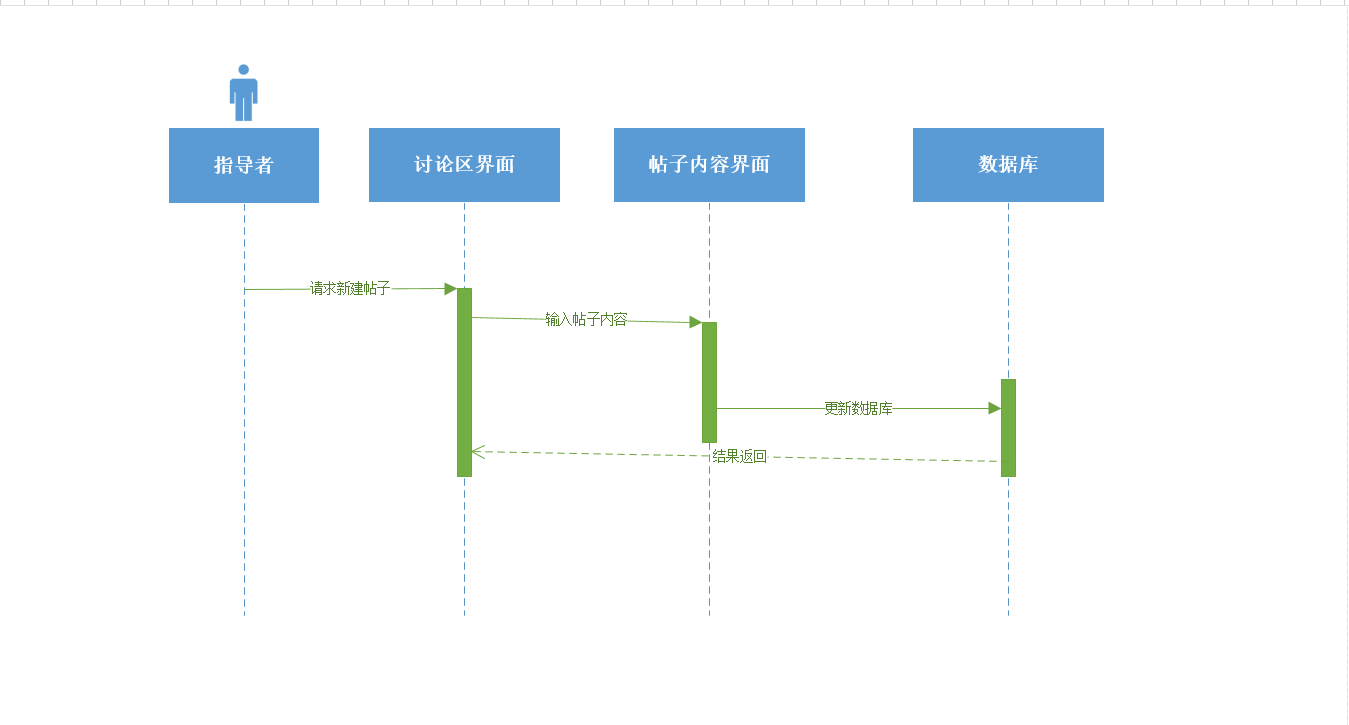 指导者
讨论区界面
帖子内容界面
数据库
请求新建帖子
输入帖子内容
更新数据库
结果返回